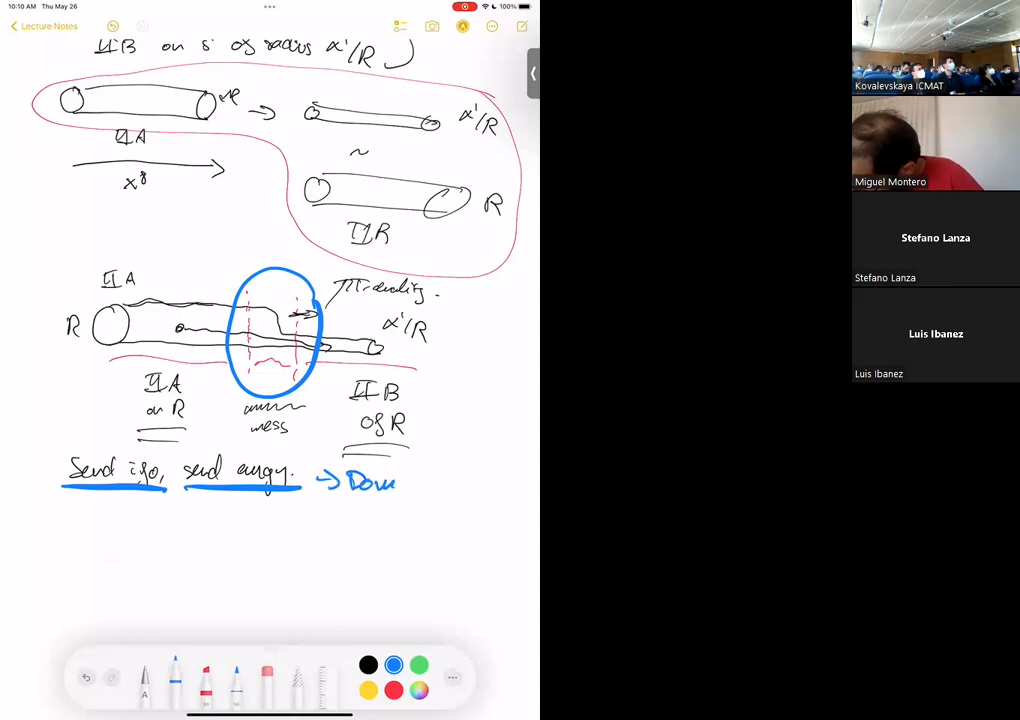 10:10 AM Thu May 26
100%
Lecture Notes
IIB on S¹ of radius α'/R
R
IIA
x⁸
α'/R
~
R
IIA
R
α'/R
IIA
on R
mess
IIB
of R
Send info, send energy. → Dom
A
Kovalevskaya ICMAT
Miguel Montero
Stefano Lanza
Stefano Lanza
Luis Ibanez
Luis Ibanez